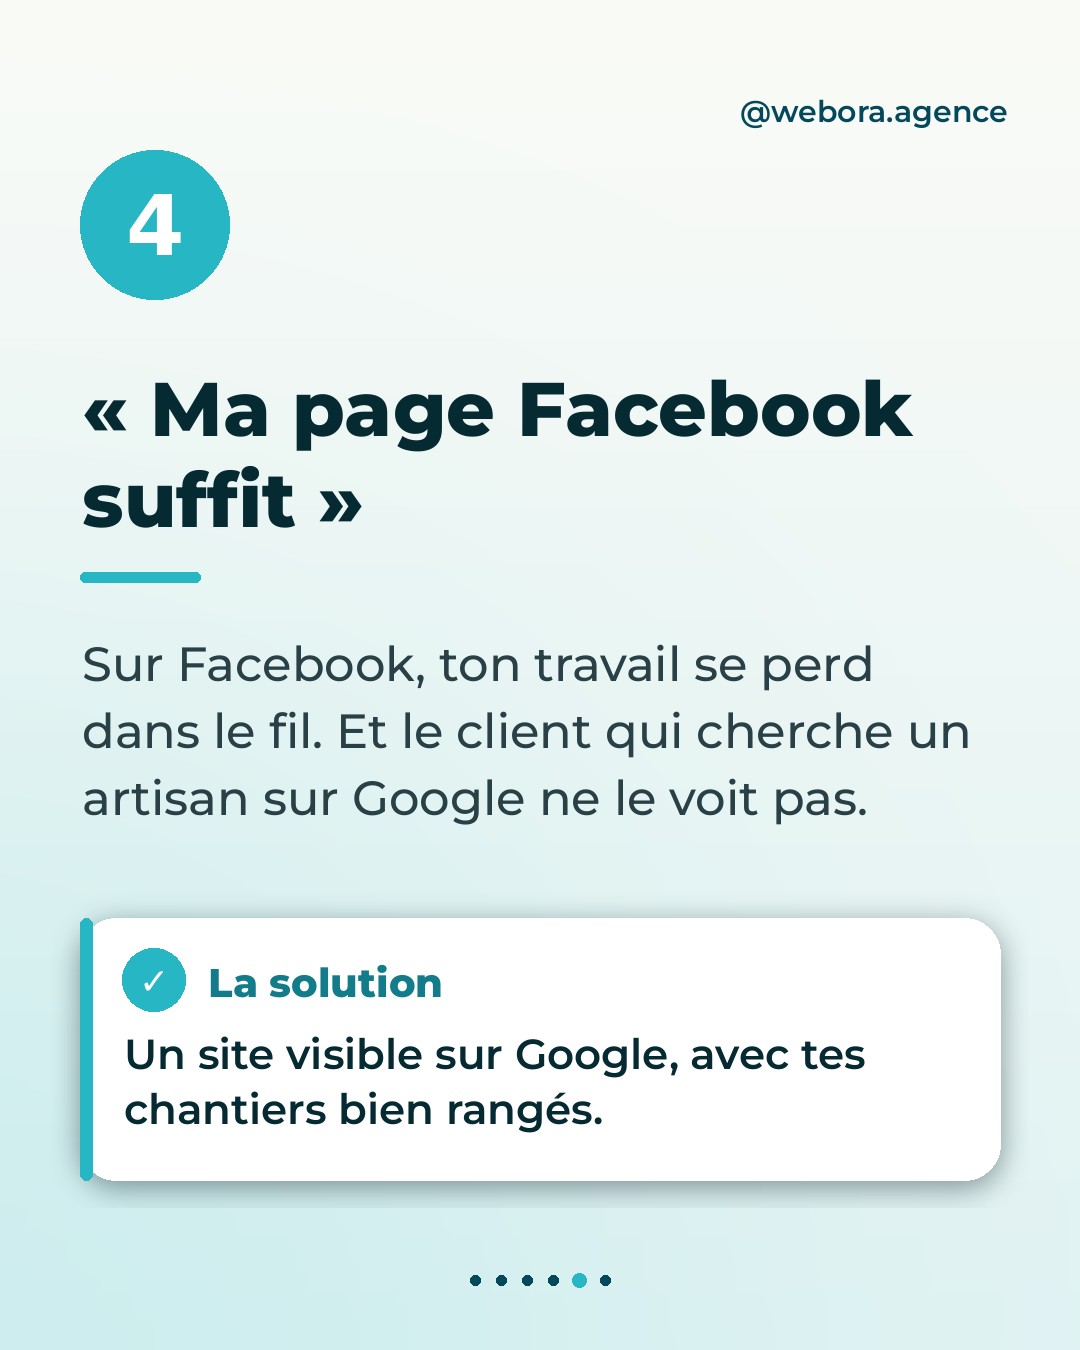 @webora.agence
4
« Ma page Facebook
suffit »
Sur Facebook, ton travail se perd
dans le fil. Et le client qui cherche un
artisan sur Google ne le voit pas.
✓ La solution
Un site visible sur Google, avec tes
chantiers bien rangés.